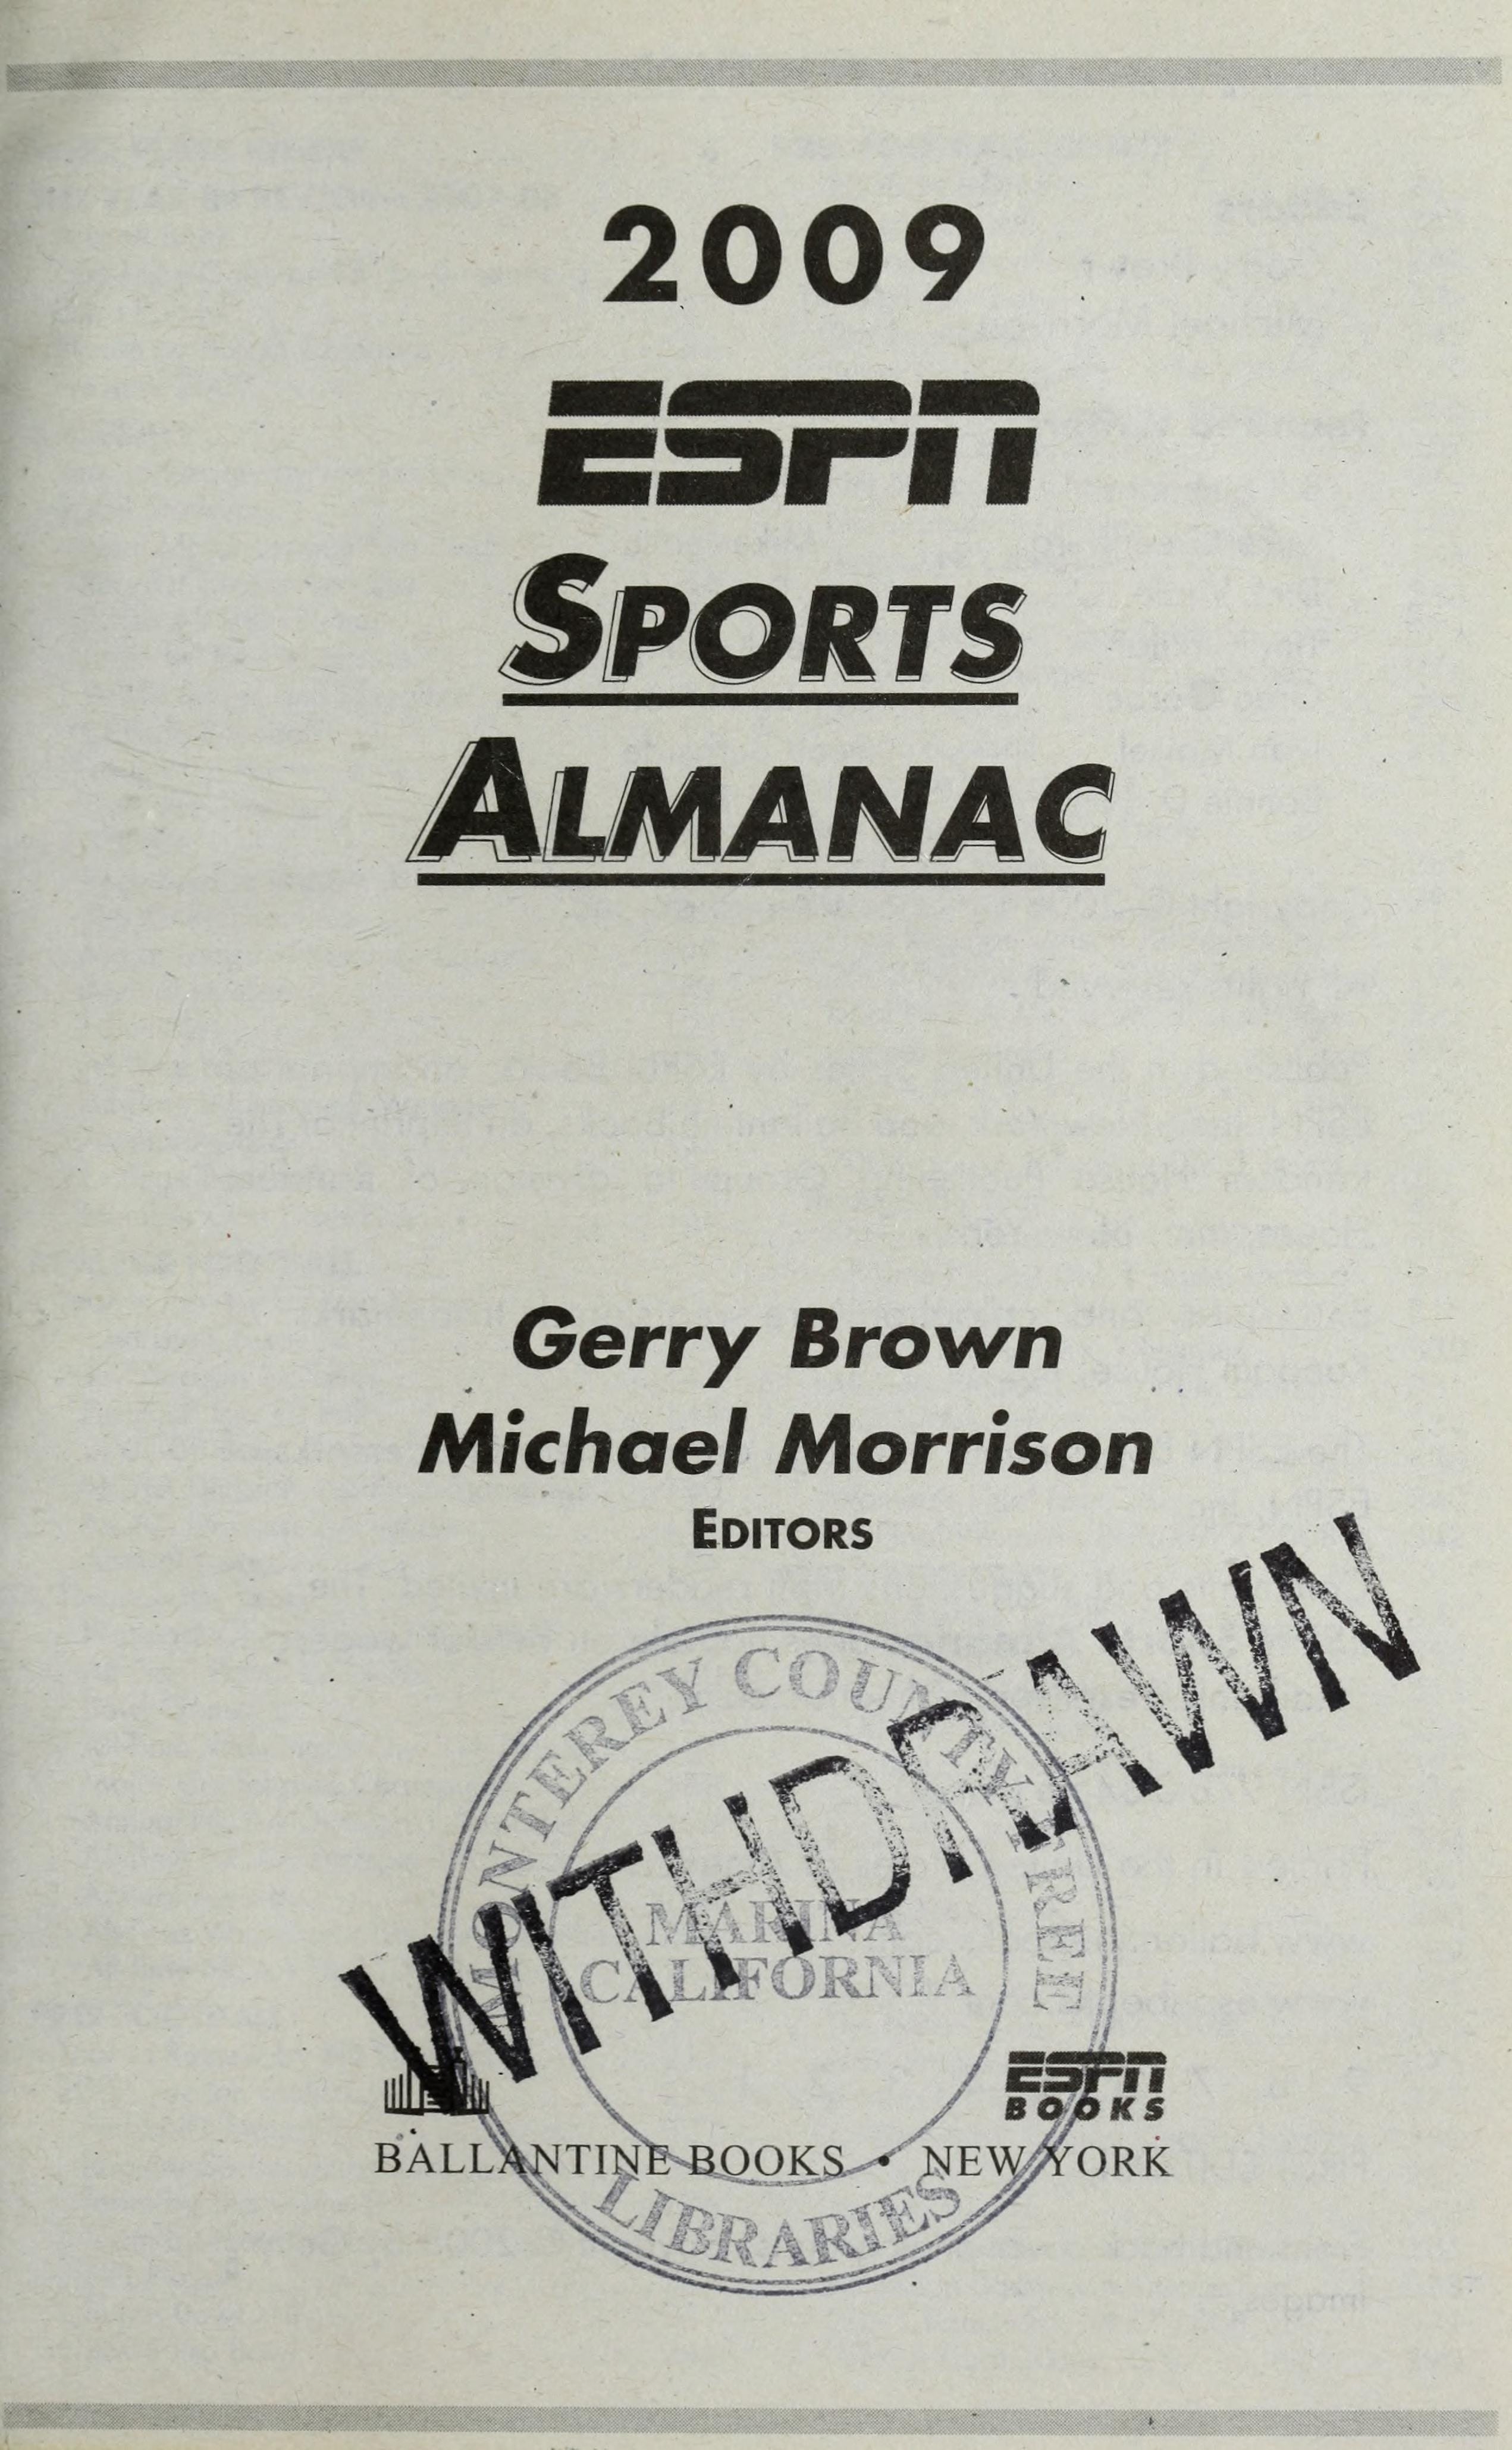 2009
ESPN
SPORTS
ALMANAC
Gerry Brown
Michael Morrison
EDITORS
WITHDRAWN
MONTEREY COUNTY FREE
MARINA
CALIFORNIA
LIBRARIES
ESPN
BOOKS
BALLANTINE BOOKS • NEW YORK